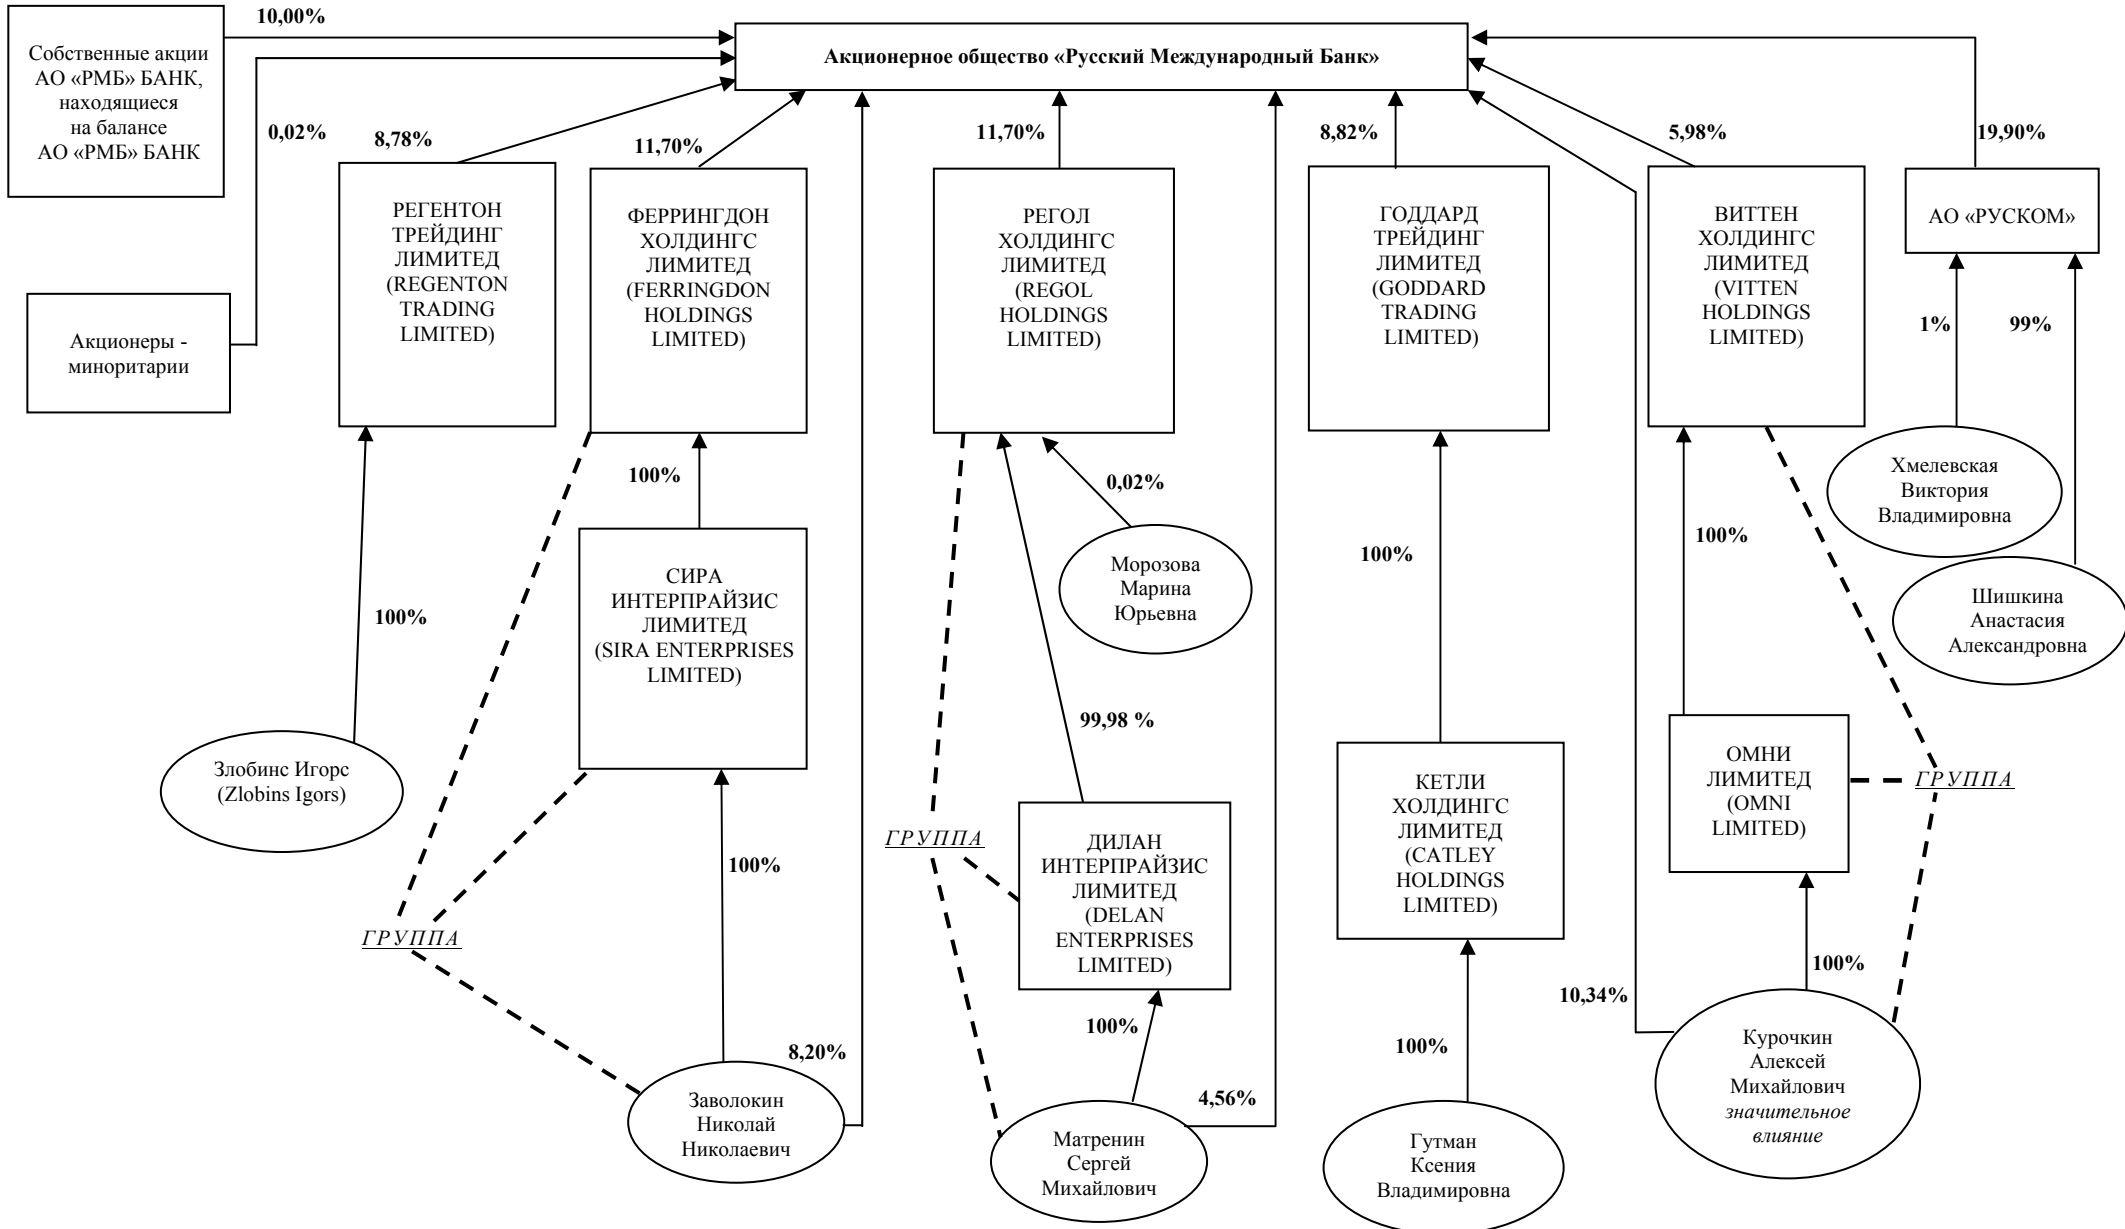 10,00%
Собственные акции
АО «РМБ» БАНК,
находящиеся
на балансе
АО «РМБ» БАНК
Акционерное общество «Русский Международный Банк»
0,02%
8,78%
11,70%
11,70%
8,82%
5,98%
19,90%
Акционеры -
миноритарии
РЕГЕНТОН
ТРЕЙДИНГ
ЛИМИТЕД
(REGENTON
TRADING
LIMITED)
ФЕРРИНГДОН
ХОЛДИНГС
ЛИМИТЕД
(FERRINGDON
HOLDINGS
LIMITED)
РЕГОЛ
ХОЛДИНГС
ЛИМИТЕД
(REGOL
HOLDINGS
LIMITED)
ГОДДАРД
ТРЕЙДИНГ
ЛИМИТЕД
(GODDARD
TRADING
LIMITED)
ВИТТЕН
ХОЛДИНГС
ЛИМИТЕД
(VITTEN
HOLDINGS
LIMITED)
АО «РУСКОМ»
1%
99%
Хмелевская
Виктория
Владимировна
Шишкина
Анастасия
Александровна
100%
0,02%
100%
100%
СИРА
ИНТЕРПРАЙЗИС
ЛИМИТЕД
(SIRA ENTERPRISES
LIMITED)
Морозова
Марина
Юрьевна
100%
99,98 %
Злобинс Игорс
(Zlobins Igors)
КЕТЛИ
ХОЛДИНГС
ЛИМИТЕД
(CATLEY
HOLDINGS
LIMITED)
ОМНИ
ЛИМИТЕД
(OMNI
LIMITED)
ГРУППА
ГРУППА
ДИЛАН
ИНТЕРПРАЙЗИС
ЛИМИТЕД
(DELAN
ENTERPRISES
LIMITED)
100%
ГРУППА
100%
10,34%
100%
100%
8,20%
4,56%
Заволокин
Николай
Николаевич
Матренин
Сергей
Михайлович
Гутман
Ксения
Владимировна
Курочкин
Алексей
Михайлович
значительное
влияние